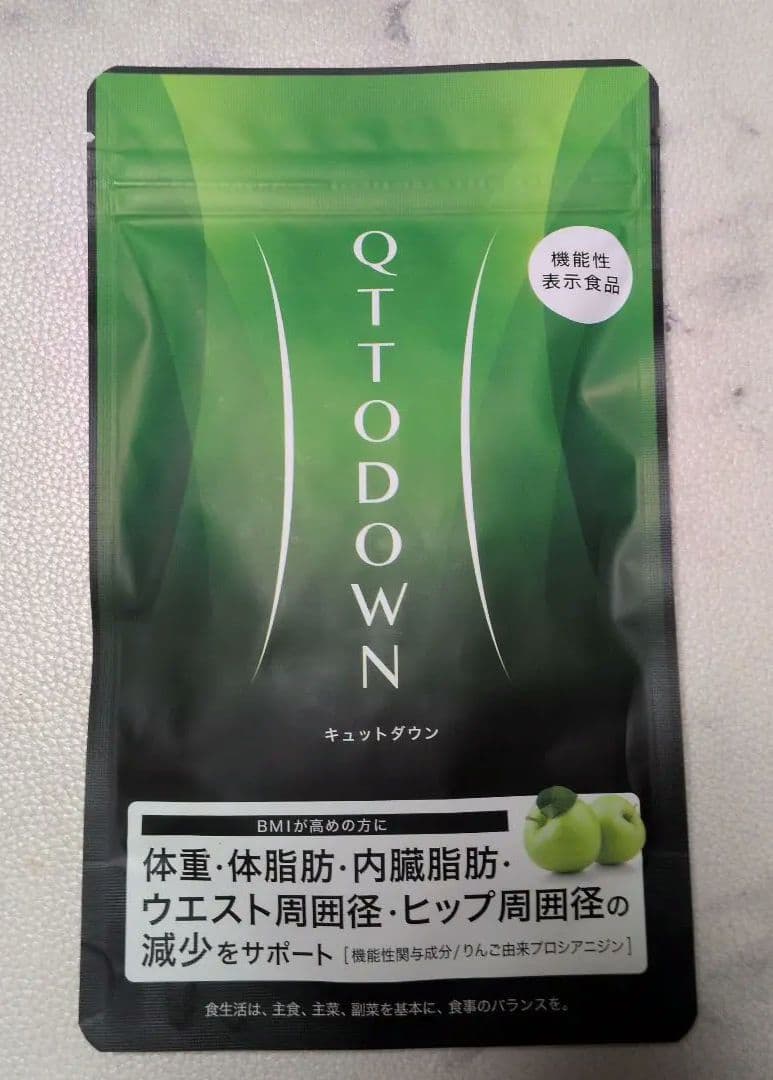 QTTODOWN
機能性
表示食品
キュットダウン
BMIが高めの方に
体重・体脂肪・内臓脂肪・
ウエスト周囲径・ヒップ周囲径の
減少をサポート [機能性関与成分/りんご由来プロシアニジン]
食生活は、主食、主菜、副菜を基本に、食事のバランスを。